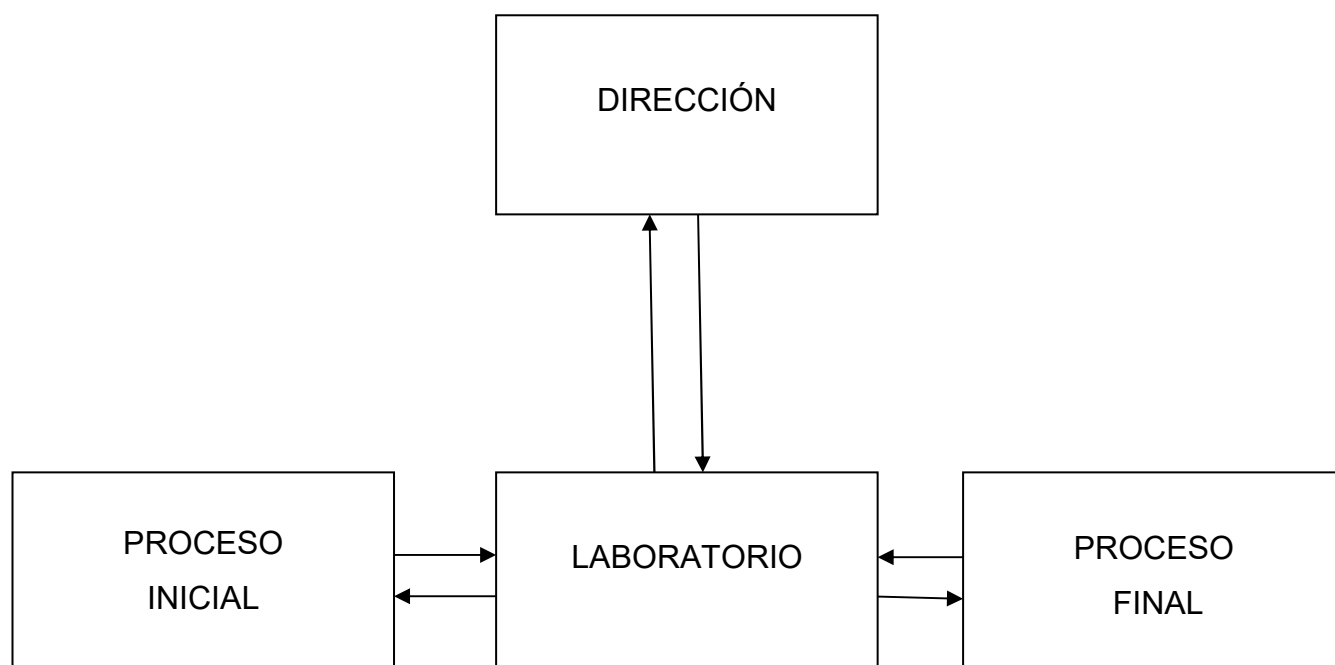 DIRECCIÓN
PROCESO
INICIAL
LABORATORIO
PROCESO
FINAL